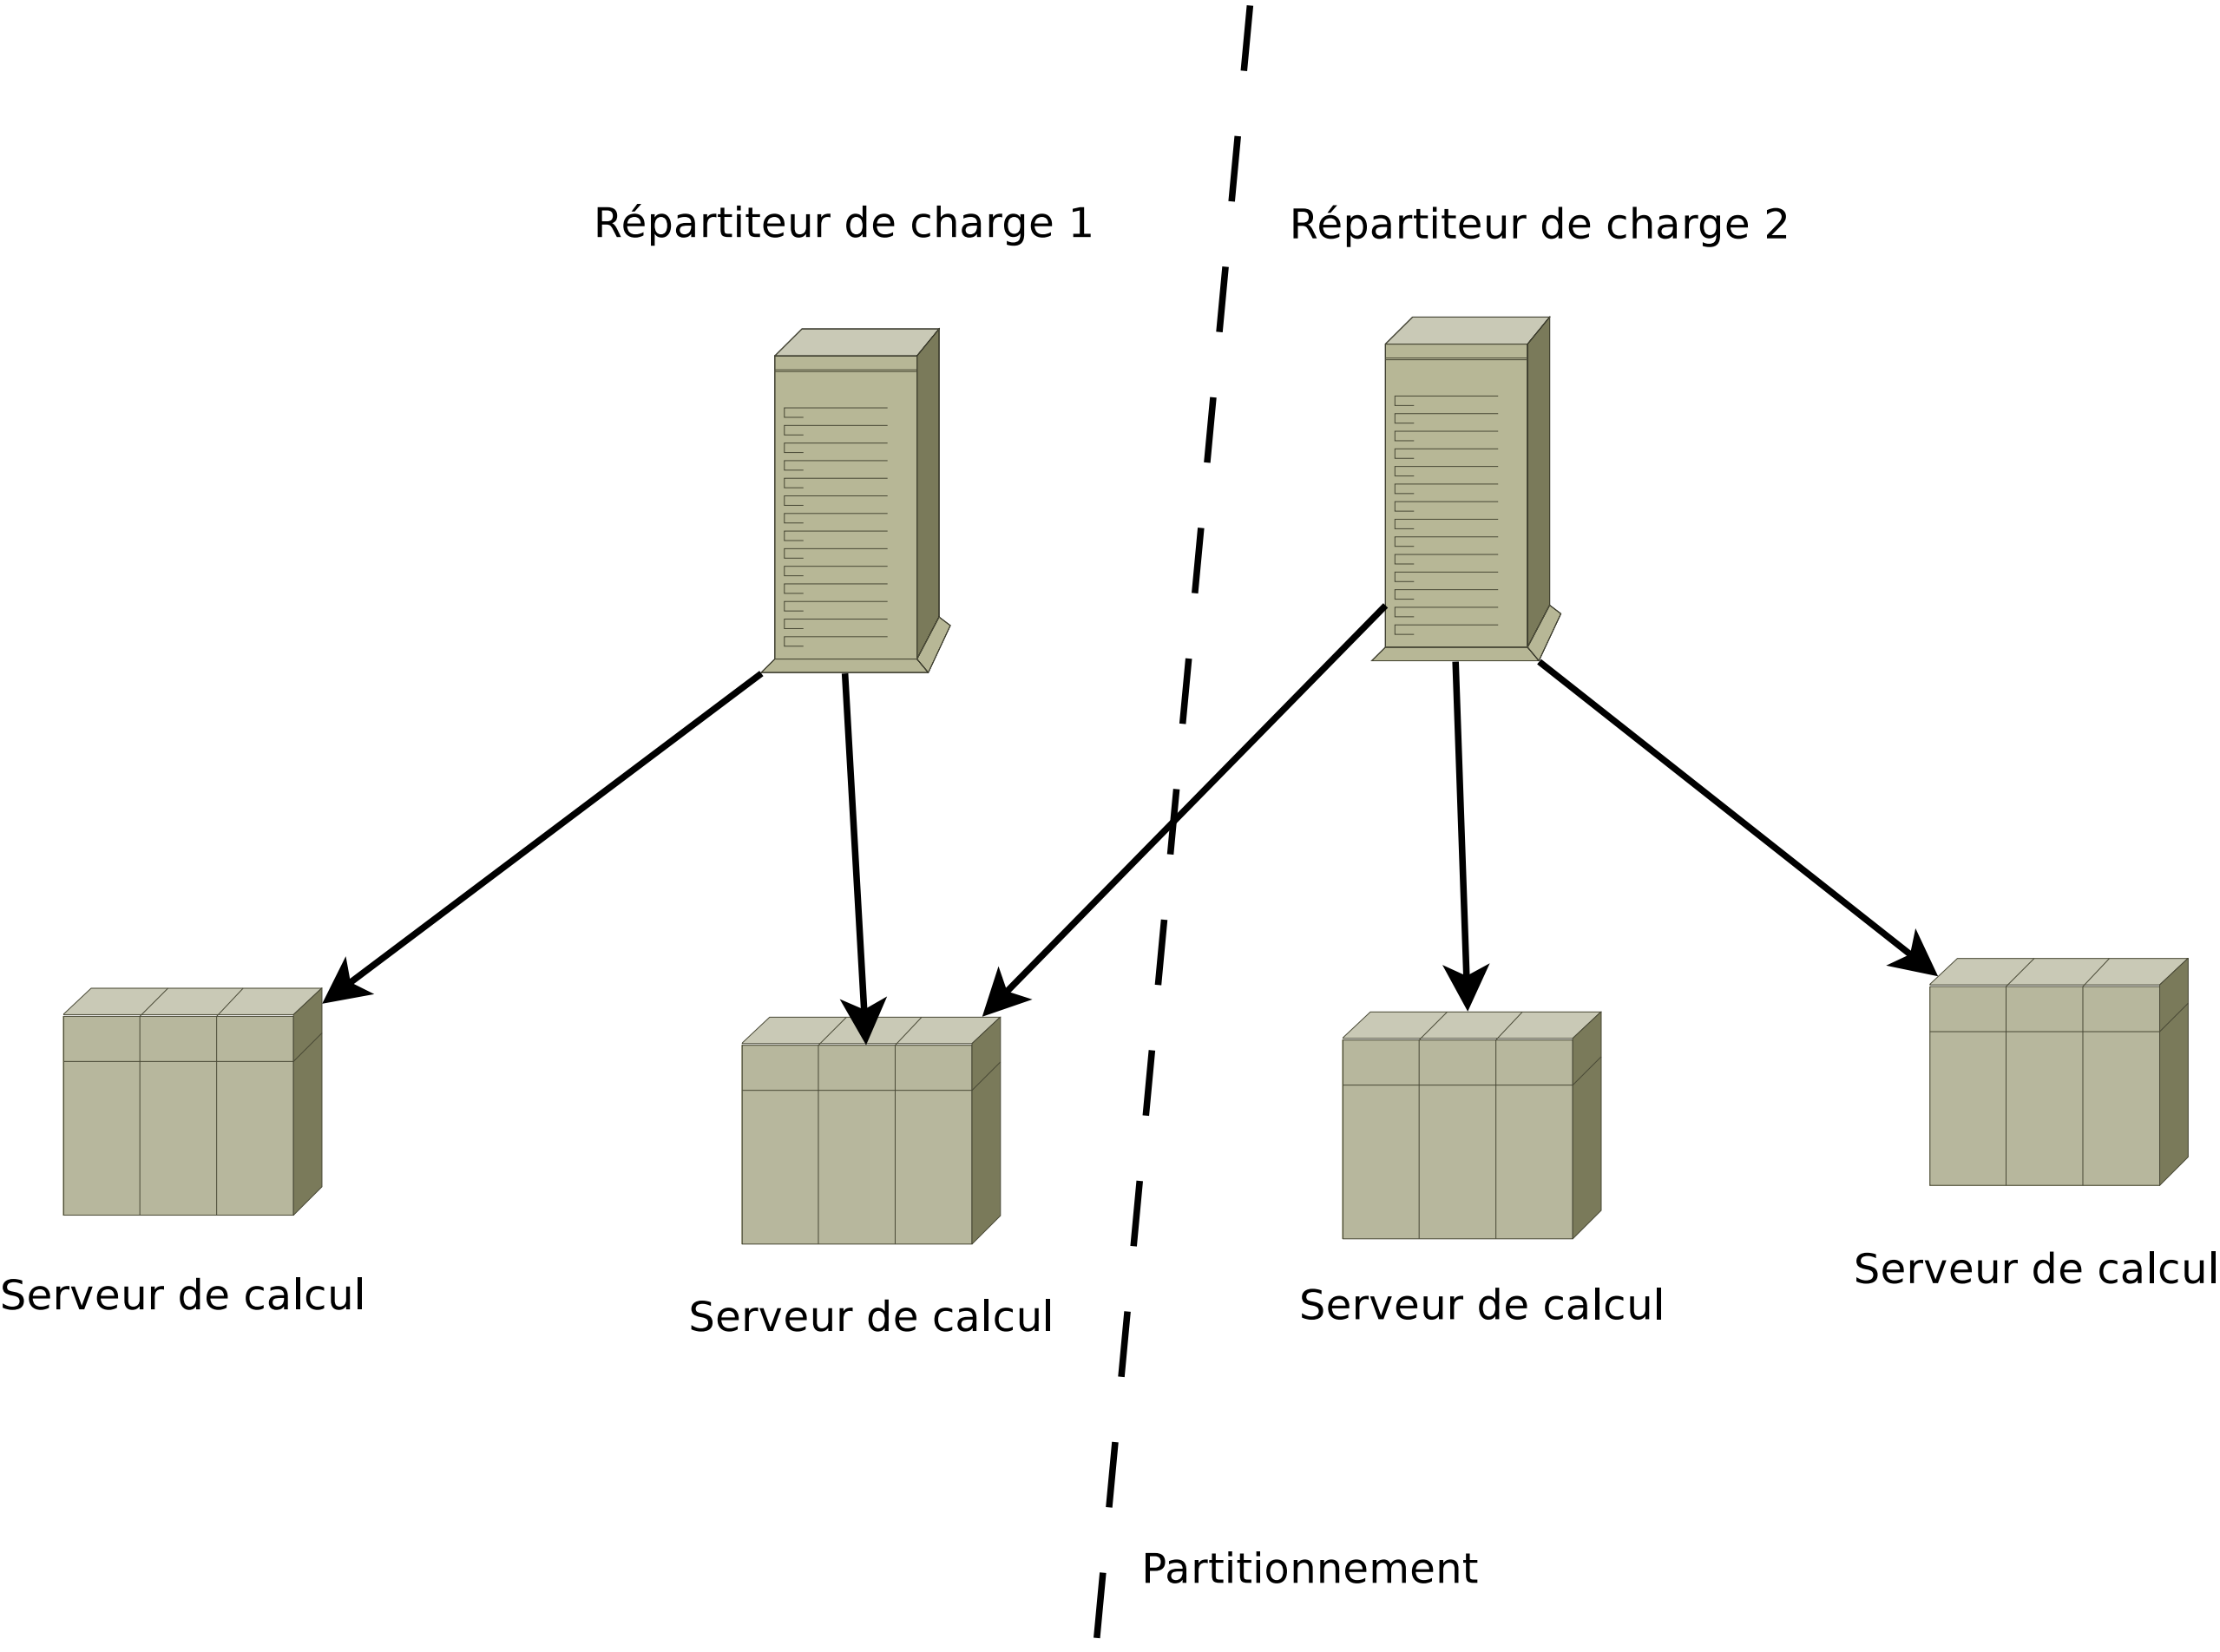 Répartiteur de charge 1
Répartiteur de charge 2
Serveur de calcul
Serveur de calcul
Serveur de calcul
Serveur de calcul
Partitionnement